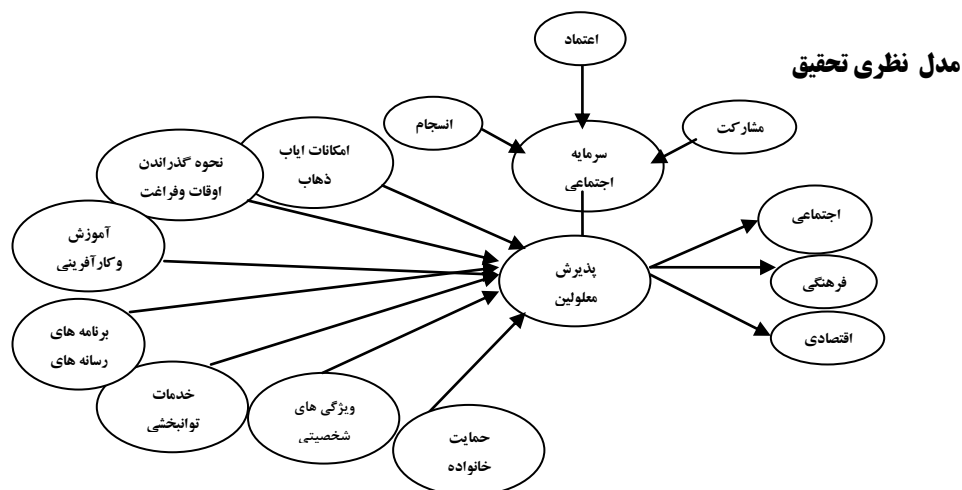 مدل نظری تحقیق
اعتماد
مشارکت
انسجام
سرمایه
اجتماعی
امکانات ایاب
ذهاب
نحوه گذراندن
اوقات وفراغت
آموزش
وکارآفرینی
برنامه های
رسانه های
خدمات
توانبخشی
ویژگی های
شخصیتی
حمایت
خانواده
پذیرش
معلولین
اجتماعی
فرهنگی
اقتصادی